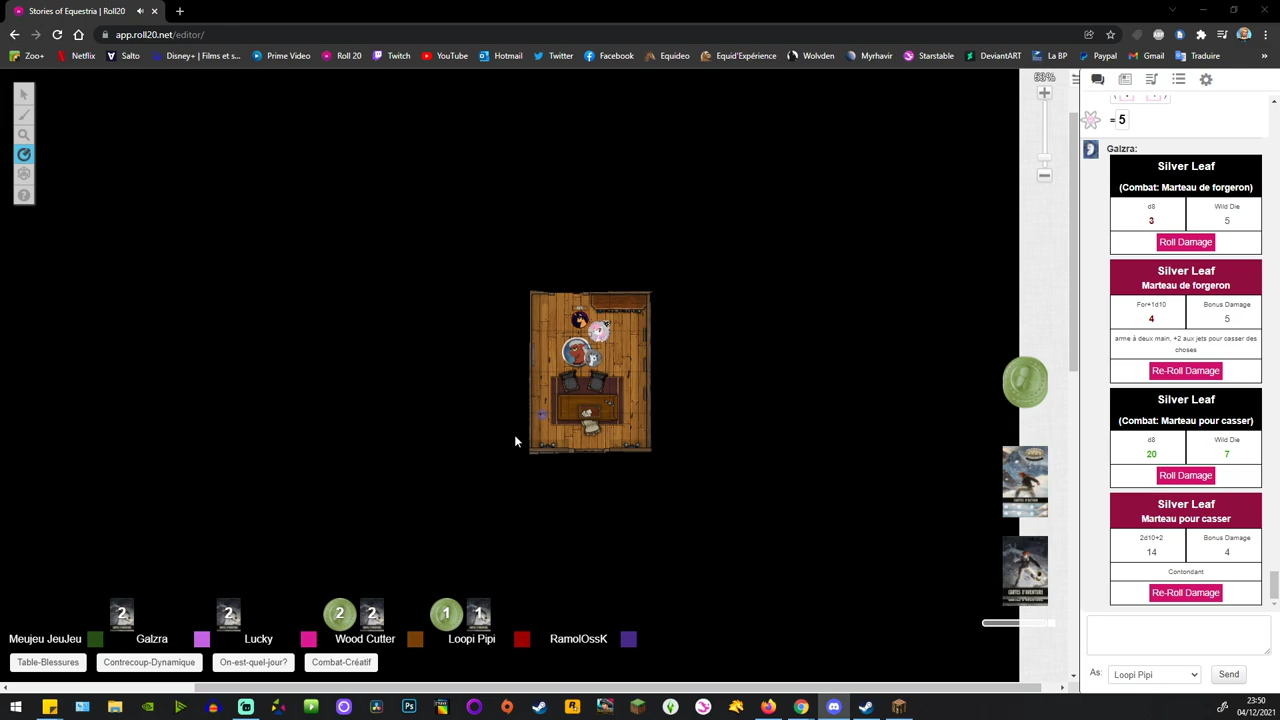 Stories of Equestria | Roll20
app.roll20.net/editor/
Zoo+ Netflix Salto Disney+ | Films et s... Prime Video Roll 20 Twitch YouTube Hotmail Twitter Facebook Equideo Equid'Expérience Wolvden Myrhavir Starstable DeviantART La BP Paypal Gmail Traduire »
53%
= 5
Galzra:
Silver Leaf
(Combat: Marteau de forgeron)
d8 Wild Die
3 5
Roll Damage
Silver Leaf
Marteau de forgeron
For+1d10 Bonus Damage
4 5
arme à deux main, +2 aux jets pour casser des
choses
Re-Roll Damage
Silver Leaf
(Combat: Marteau pour casser)
d8 Wild Die
20 7
Roll Damage
Silver Leaf
Marteau pour casser
2d10+2 Bonus Damage
14 4
Contondant
Re-Roll Damage
2 2 2 2 1 1
Meujeu JeuJeu Galzra Lucky Wood Cutter Loopi Pipi RamolOssK
Table-Blessures Contrecoup-Dynamique On-est-quel-jour? Combat-Créatif
As: Loopi Pipi Send
23:50
04/12/2021